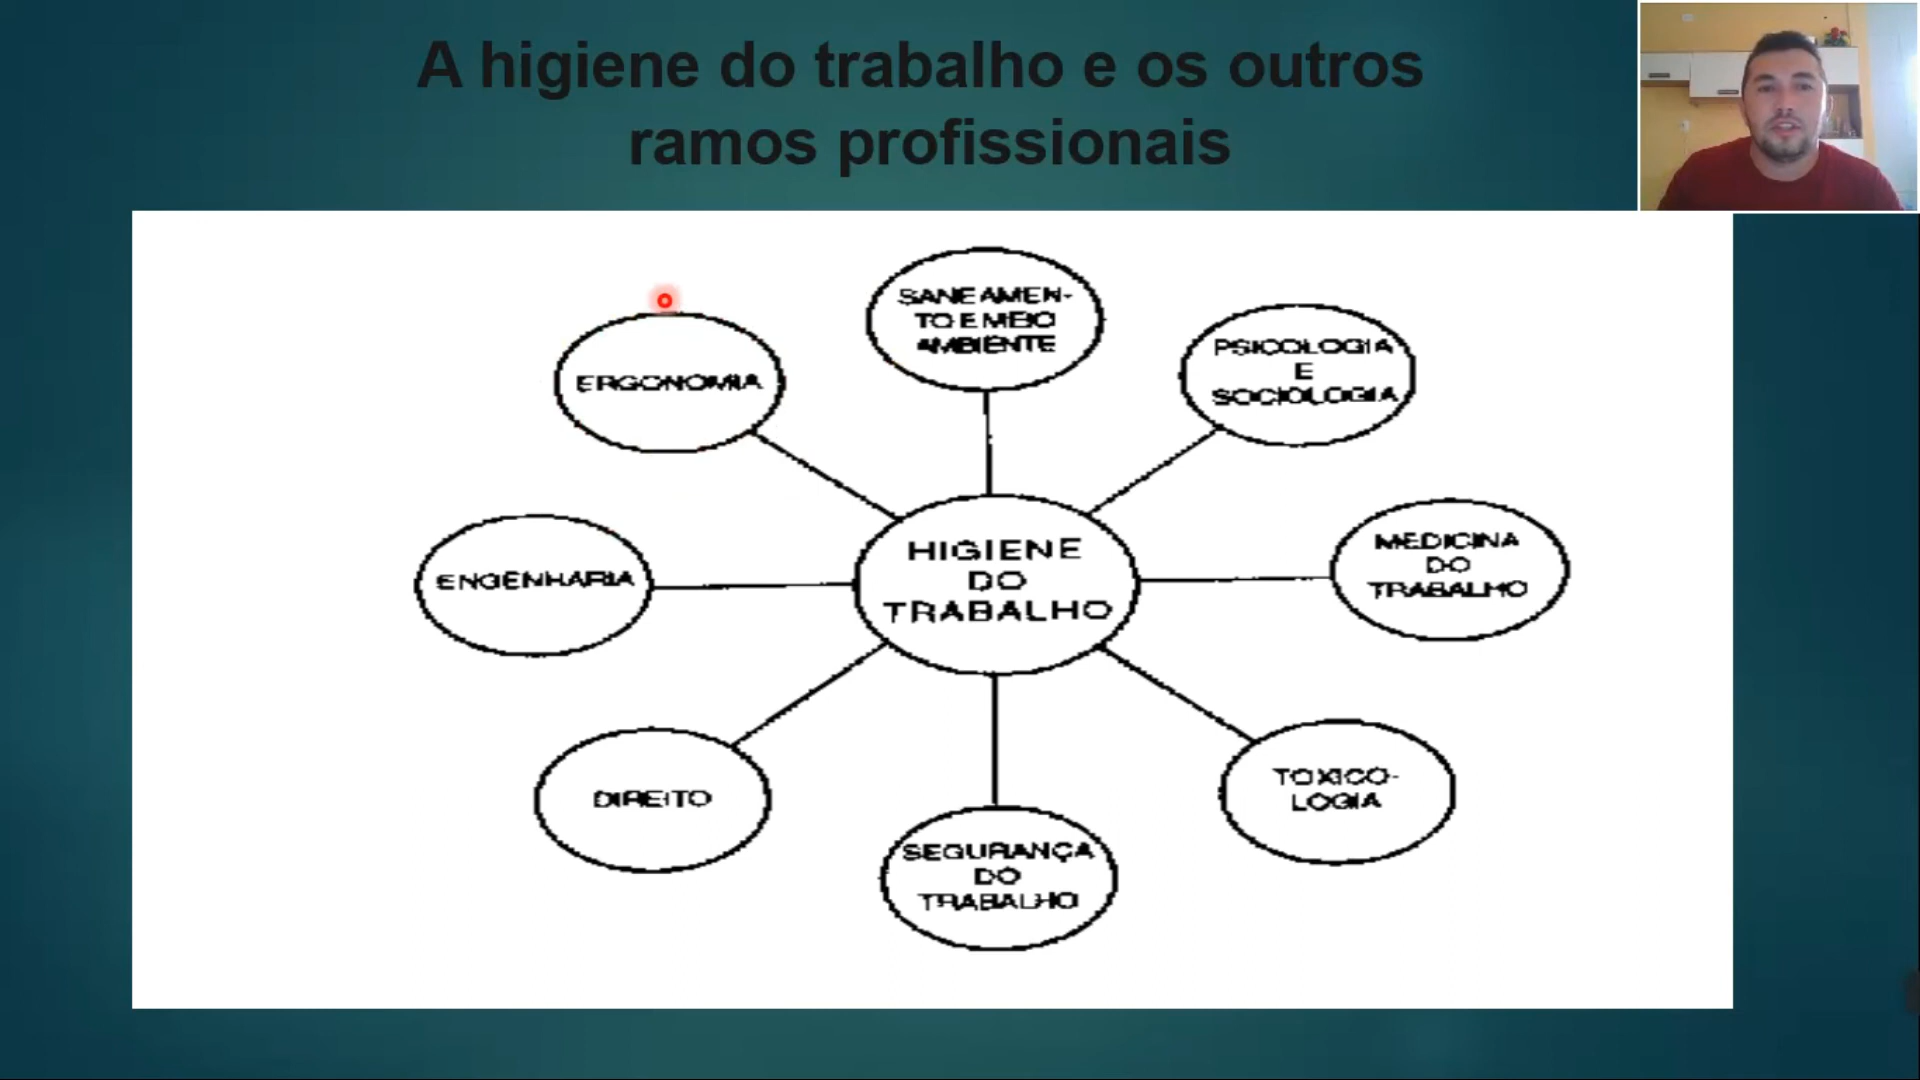 A higiene do trabalho e os outros
ramos profissionais
SANEAMEN-
TO E MEIO
AMBIENTE
ERGONOMIA
PSICOLOGIA
E
SOCIOLOGIA
ENGENHARIA
HIGIENE
DO
TRABALHO
MEDICINA
DO
TRABALHO
DIREITO
TOXICO-
LOGIA
SEGURANÇA
DO
TRABALHO